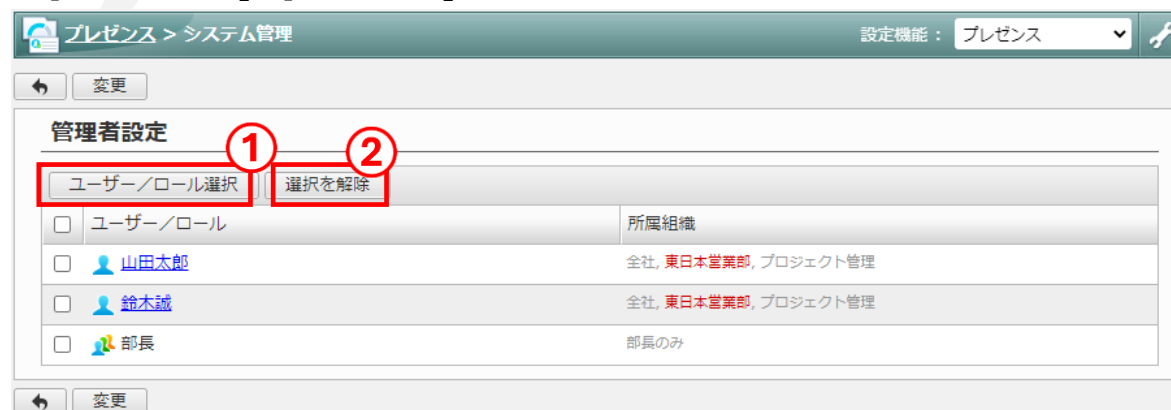 プレゼンス > システム管理 設定機能： プレゼンス
変更
管理者設定
① ②
ユーザー／ロール選択 選択を解除
ユーザー／ロール 所属組織
山田太郎 全社, 東日本営業部, プロジェクト管理
鈴木誠 全社, 東日本営業部, プロジェクト管理
部長 部長のみ
変更